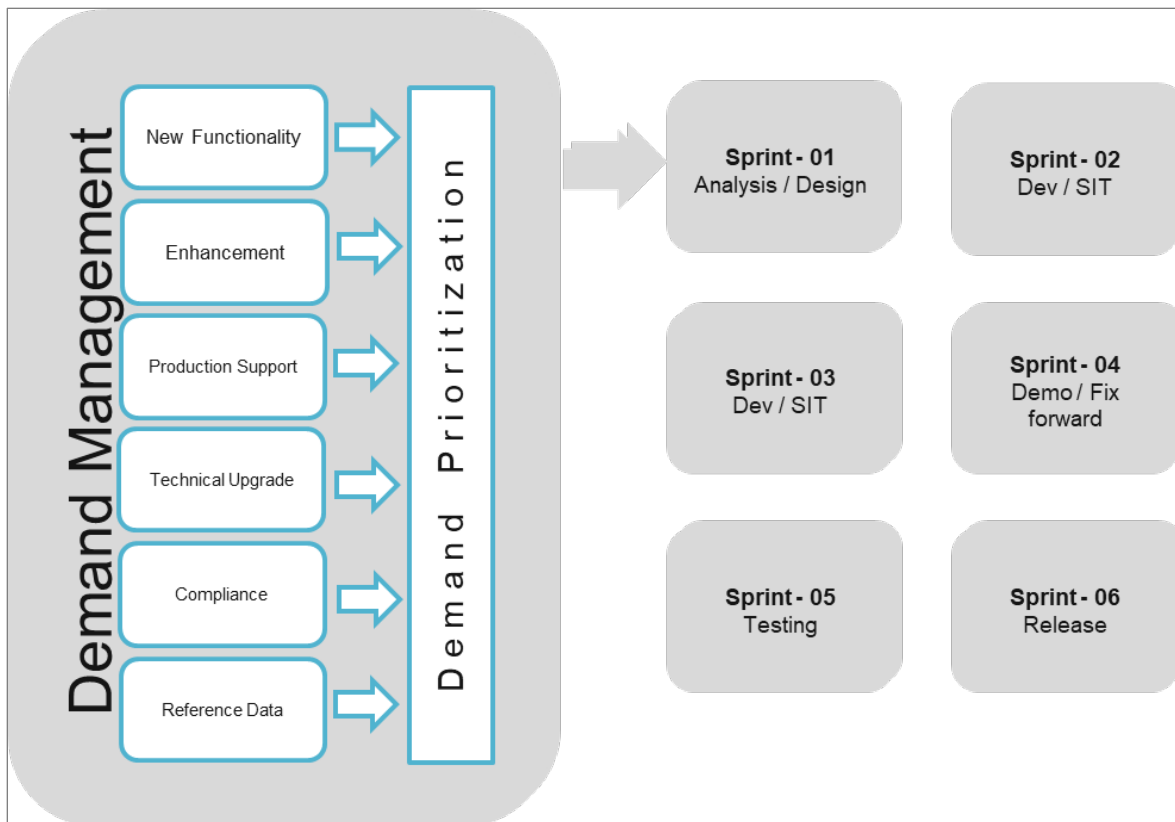 Demand Management
New Functionality
Enhancement
Production Support
Technical Upgrade
Compliance
Reference Data
Demand Prioritization
Sprint - 01
Analysis / Design
Sprint - 02
Dev / SIT
Sprint - 03
Dev / SIT
Sprint - 04
Demo / Fix
forward
Sprint - 05
Testing
Sprint - 06
Release